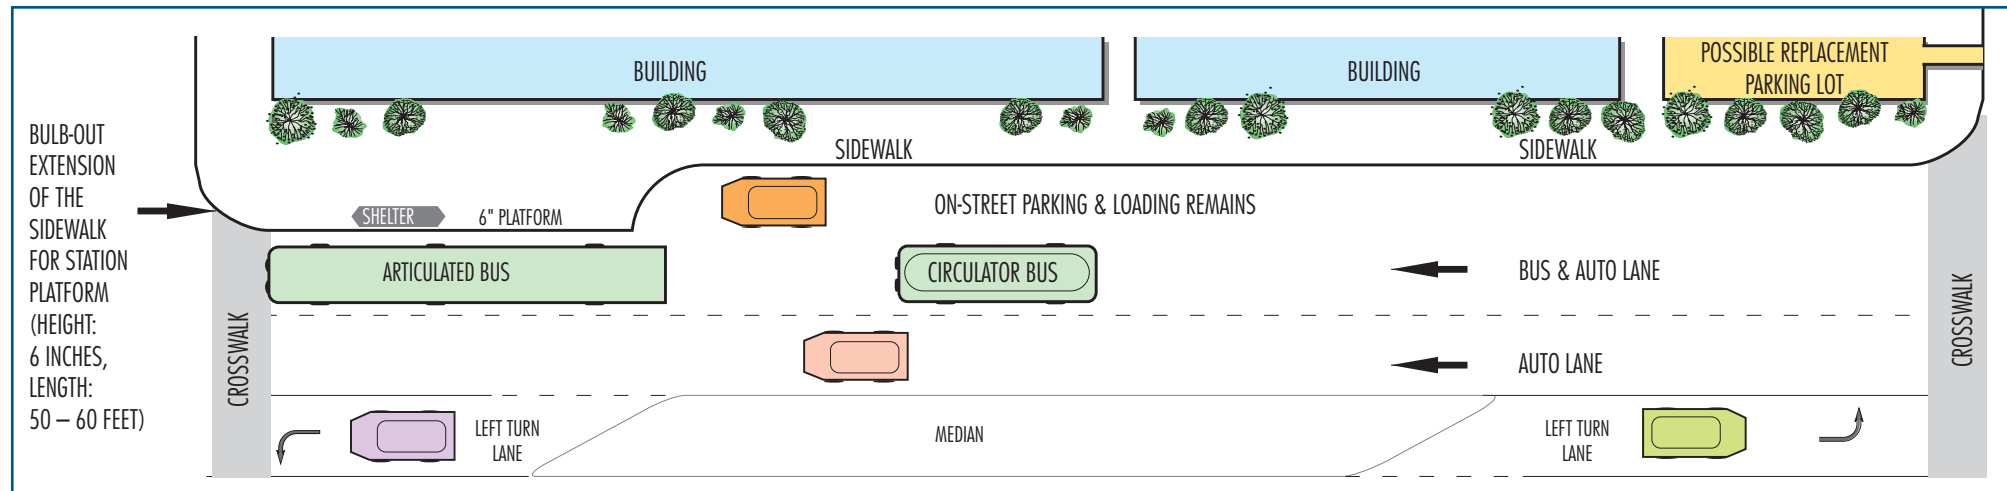 BUILDING
BUILDING
POSSIBLE REPLACEMENT
PARKING LOT
BULB-OUT
EXTENSION
OF THE
SIDEWALK
FOR STATION
PLATFORM
(HEIGHT:
6 INCHES,
LENGTH:
50 – 60 FEET)
SIDEWALK
SIDEWALK
SHELTER
6" PLATFORM
ON-STREET PARKING & LOADING REMAINS
ARTICULATED BUS
CIRCULATOR BUS
BUS & AUTO LANE
CROSSWALK
AUTO LANE
CROSSWALK
LEFT TURN
LANE
MEDIAN
LEFT TURN
LANE